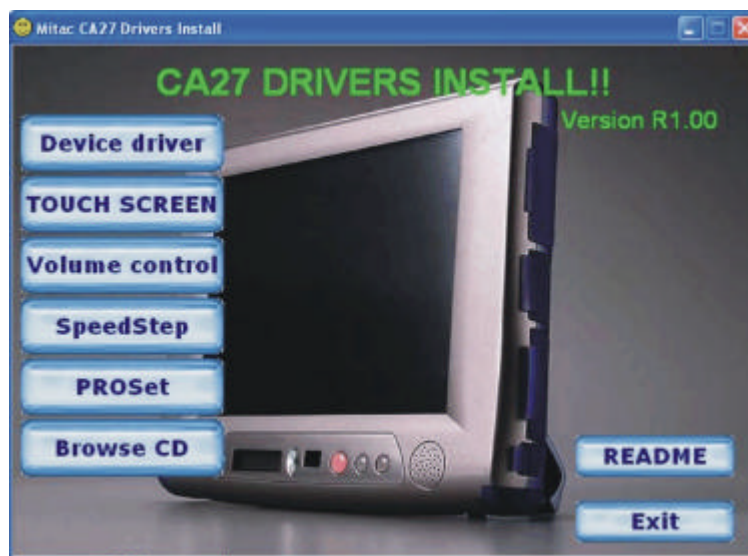 Mitac CA27 Drivers Install
CA27 DRIVERS INSTALL!!
Version R1.00
Device driver
TOUCH SCREEN
Volume control
SpeedStep
PROSet
Browse CD
README
Exit